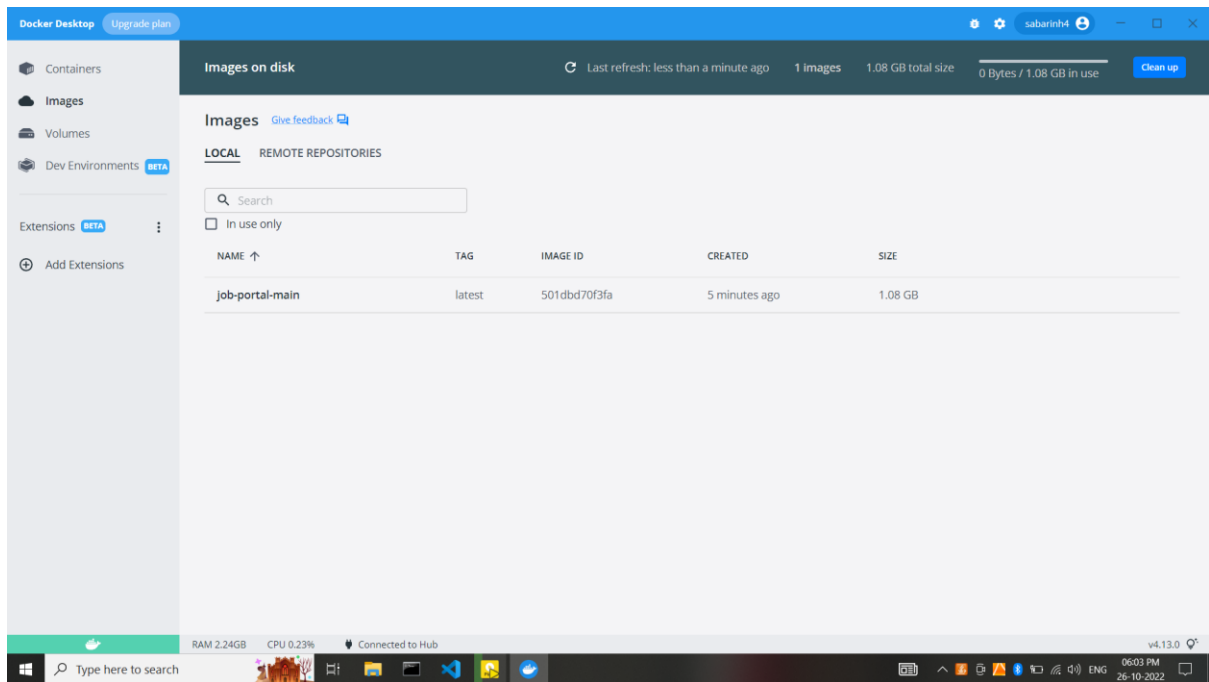 Docker Desktop Upgrade plan sabarinh4
Containers
Images
Volumes
Dev Environments BETA
Extensions BETA
Add Extensions
Images on disk Last refresh: less than a minute ago 1 images 1.08 GB total size 0 Bytes / 1.08 GB in use Clean up
Images Give feedback
LOCAL REMOTE REPOSITORIES
Search
In use only
NAME TAG IMAGE ID CREATED SIZE
job-portal-main latest 501dbd70f3fa 5 minutes ago 1.08 GB
RAM 2.24GB CPU 0.23% Connected to Hub v4.13.0
Type here to search ENG 06:03 PM
26-10-2022